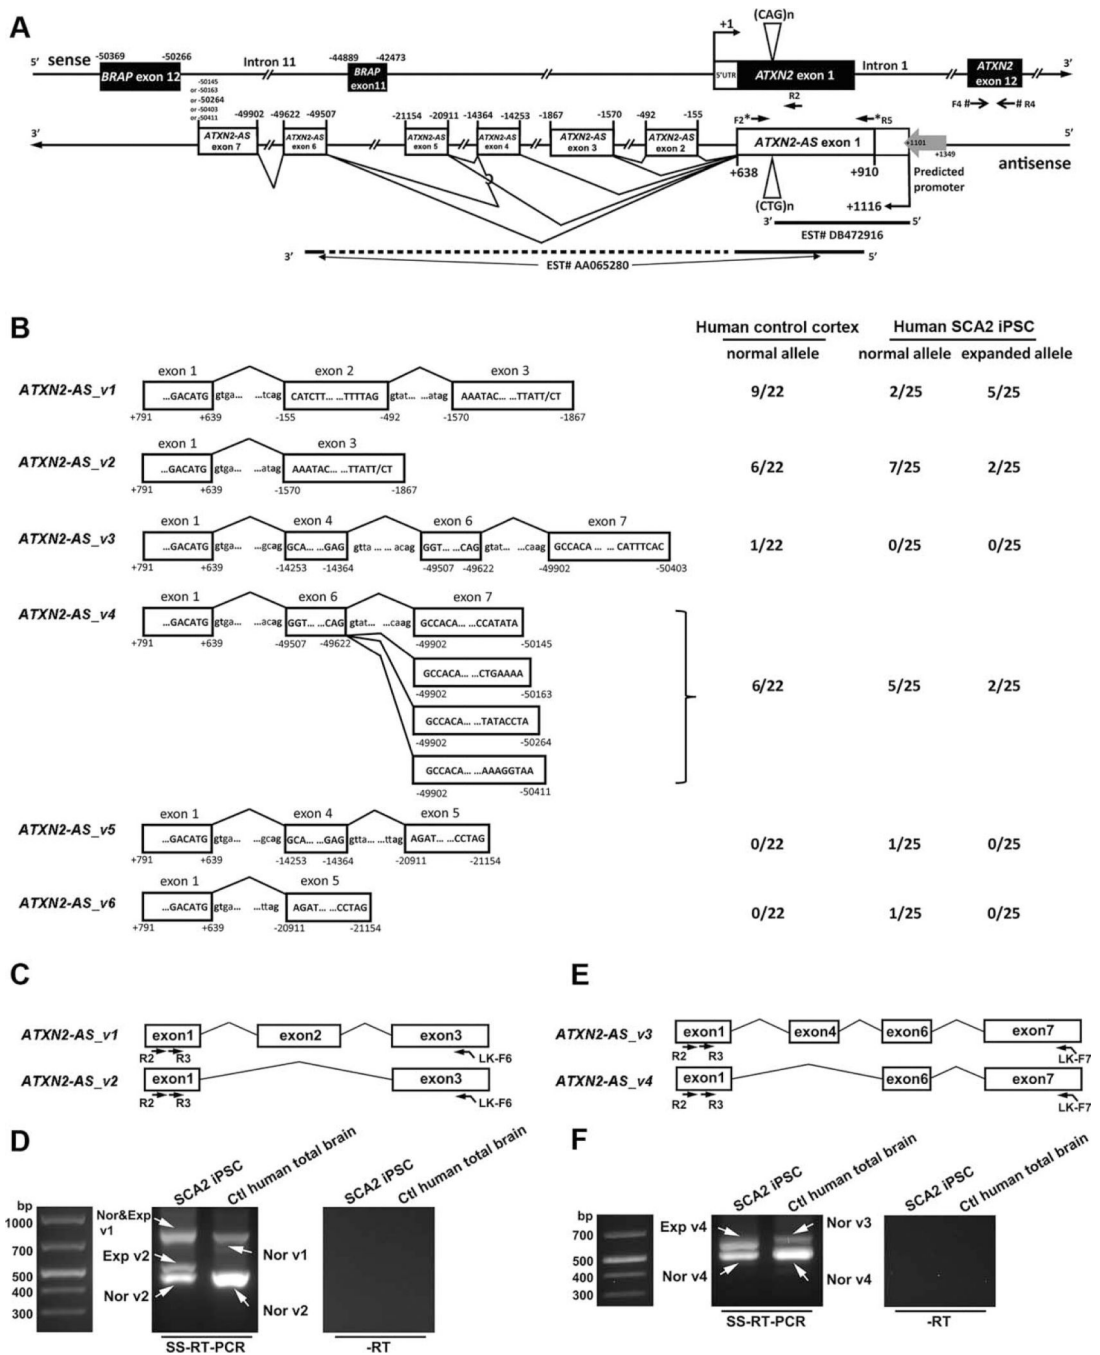 A
5′ sense -50369 -50266 Intron 11 -44889 -42473 +1 (CAG)n Intron 1 3′
BRAP exon 12
BRAP exon11
5'UTR ATXN2 exon 1
ATXN2 exon 12
R2
F4 # # R4
-50145
or -50163
or -50264
or -50403
or -50411
-49902 -49622 -49507 -21154 -20911 -14364 -14253 -1867 -1570 -492 -155 F2* *R5 5′
ATXN2-AS exon 7
ATXN2-AS exon 6
ATXN2-AS exon 5
ATXN2-AS exon 4
ATXN2-AS exon 3
ATXN2-AS exon 2
ATXN2-AS exon 1
+1101
+1349
antisense
+638 +910 Predicted promoter
(CTG)n +1116
3′ 5′
EST# DB472916
3′ EST# AA065280 5′
B
Human control cortex Human SCA2 iPSC
normal allele normal allele expanded allele
exon 1 exon 2 exon 3
ATXN2-AS_v1 ...GACATG gtga... ...tcag CATCTT... ...TTTTAG gtat... ...atag AAATAC... ...TTATT/CT 9/22 2/25 5/25
+791 +639 -155 -492 -1570 -1867
exon 1 exon 3
ATXN2-AS_v2 ...GACATG gtga... ...atag AAATAC... ...TTATT/CT 6/22 7/25 2/25
+791 +639 -1570 -1867
exon 1 exon 4 exon 6 exon 7
ATXN2-AS_v3 ...GACATG gtga... ...gcag GCA... ...GAG gtta ... ... acag GGT... ...CAG gtat... ...caag GCCACA... ... CATTTCAC 1/22 0/25 0/25
+791 +639 -14253 -14364 -49507 -49622 -49902 -50403
exon 1 exon 6 exon 7
ATXN2-AS_v4 ...GACATG gtga... ...acag GGT... ...CAG gtat... ...caag GCCACA... ...CCATATA
+791 +639 -49507 -49622 -49902 -50145
GCCACA... ...CTGAAAA
-49902 -50163
6/22 5/25 2/25
GCCACA... ...TATACCTA
-49902 -50264
GCCACA... ...AAAGGTAA
-49902 -50411
exon 1 exon 4 exon 5
ATXN2-AS_v5 ...GACATG gtga... ...gcag GCA... ...GAG gtta... ...ttag AGAT... ...CCTAG 0/22 1/25 0/25
+791 +639 -14253 -14364 -20911 -21154
exon 1 exon 5
ATXN2-AS_v6 ...GACATG gtga... ...ttag AGAT... ...CCTAG 0/22 1/25 0/25
+791 +639 -20911 -21154
C
ATXN2-AS_v1 exon1 exon2 exon3
R2 R3 LK-F6
ATXN2-AS_v2 exon1 exon3
R2 R3 LK-F6
E
ATXN2-AS_v3 exon1 exon4 exon6 exon7
R2 R3 LK-F7
ATXN2-AS_v4 exon1 exon6 exon7
R2 R3 LK-F7
D
SCA2 iPSC
Ctl human total brain
SCA2 iPSC
Ctl human total brain
bp
1000
700
500
400
300
Nor&Exp v1
Exp v2
Nor v2
Nor v1
Nor v2
SS-RT-PCR -RT
F
SCA2 iPSC
Ctl human total brain
SCA2 iPSC
Ctl human total brain
bp
700
500
400
300
Exp v4
Nor v4
Nor v3
Nor v4
SS-RT-PCR -RT